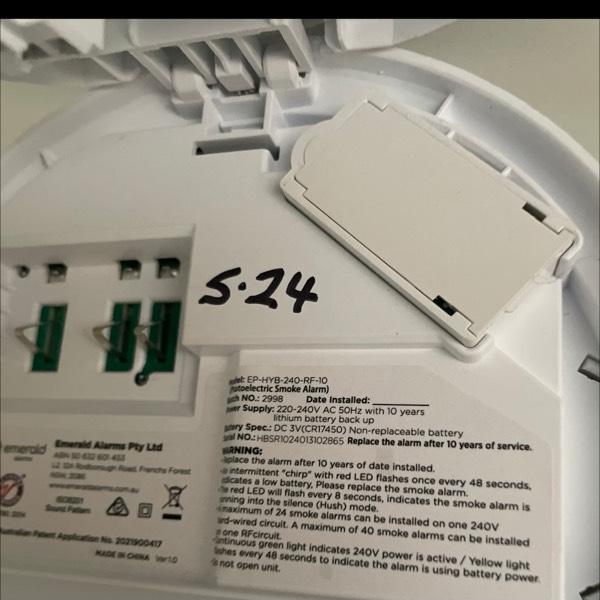 5.24
EP-HYB-240-RF-10
(Photoelectric Smoke Alarm)
NO.: 2998 Date Installed:
Power Supply: 220-240V AC 50Hz with 10 years
lithium battery back up
Battery Spec.: DC 3V(CR17450) Non-replaceable battery
Serial NO.: HBSR1024013102865 Replace the alarm after 10 years of service.
WARNING:
Replace the alarm after 10 years of date installed.
intermittent "chirp" with red LED flashes once every 48 seconds,
indicates a low battery, Please replace the smoke alarm.
The red LED will flash every 8 seconds, indicates the smoke alarm is
into the silence (Hush) mode.
maximum of 24 smoke alarms can be installed on one 240V
hard-wired circuit. A maximum of 40 smoke alarms can be installed
on one RFcircuit.
Continuous green light indicates 240V power is active / Yellow light
flashes every 48 seconds to indicate the alarm is using battery power.
not open unit.
emerald
alarms
Emerald Alarms Pty Ltd
ABN 50 632 601 453
L2, 12A Rodborough Road, Frenchs Forest
NSW, 2086
www.emeraldalarms.com.au
ISO8201
Sound Pattern
Australian Patent Application No. 2021900417
MADE IN CHINA Ver1.0